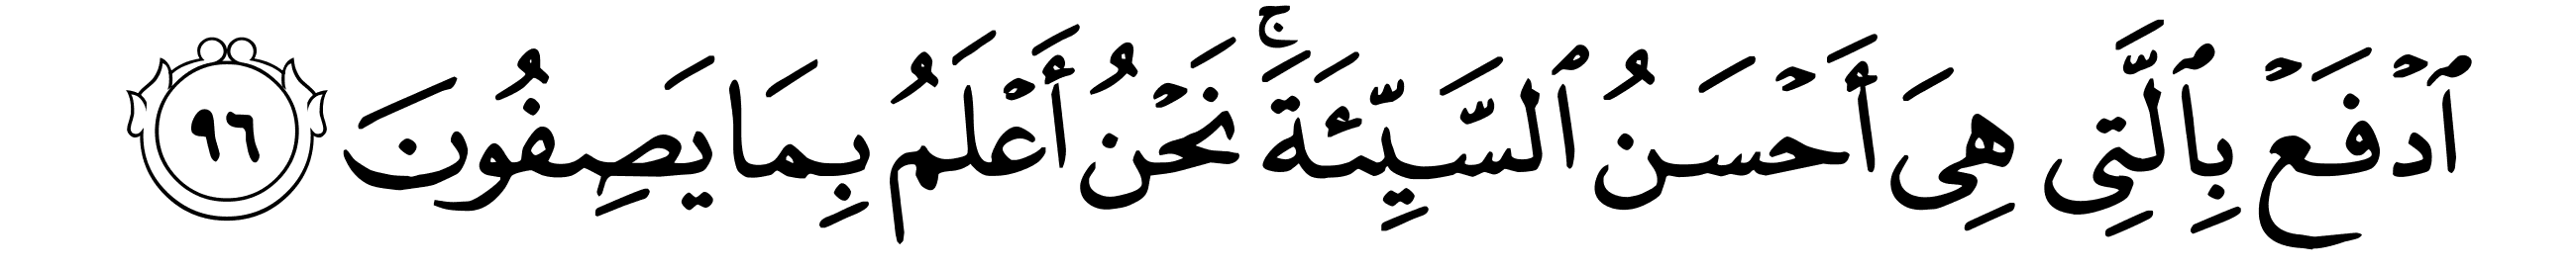 ٱدۡفَعۡ بِٱلَّتِي هِيَ أَحۡسَنُ ٱلسَّيِّئَةَۚ نَحۡنُ أَعۡلَمُ بِمَا يَصِفُونَ ٩٦